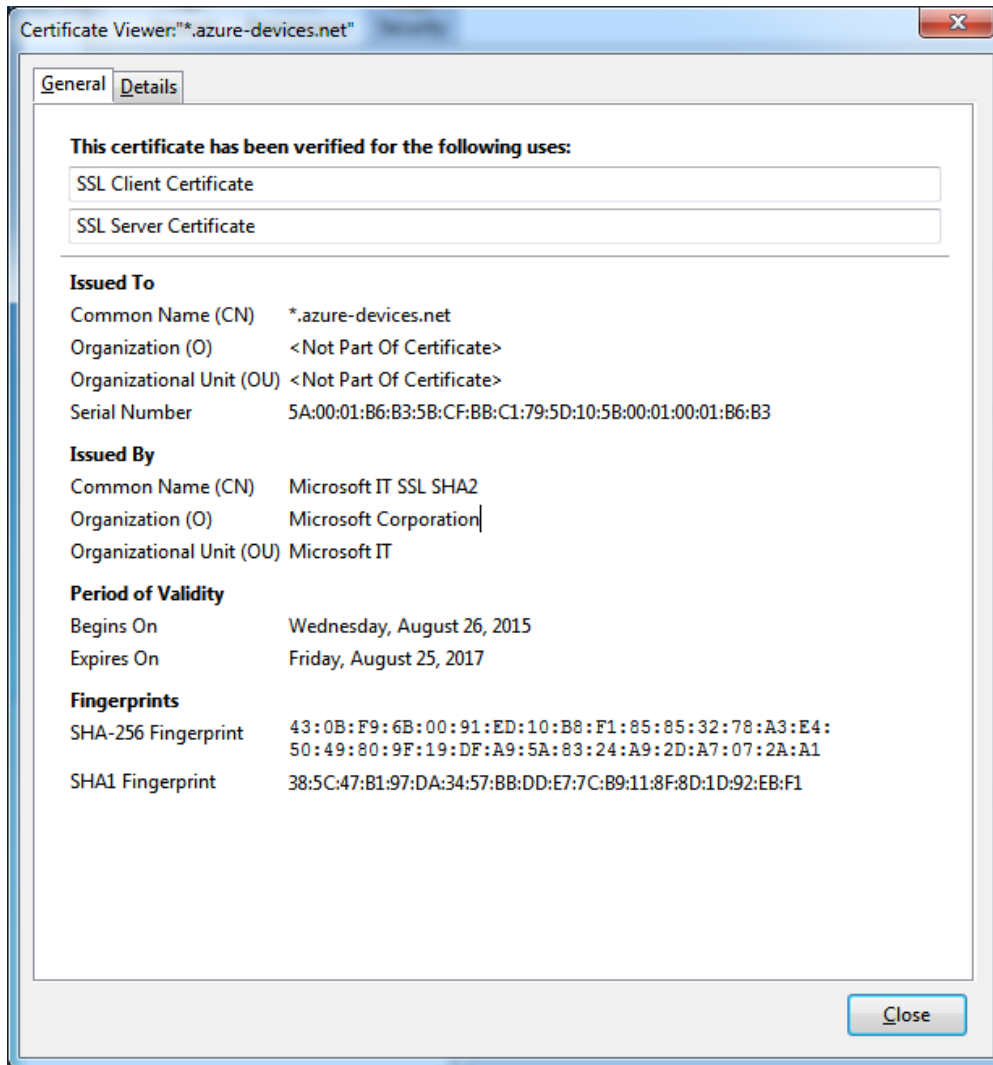 Certificate Viewer:"*.azure-devices.net"
General Details
This certificate has been verified for the following uses:
SSL Client Certificate
SSL Server Certificate
Issued To
Common Name (CN) *.azure-devices.net
Organization (O) <Not Part Of Certificate>
Organizational Unit (OU) <Not Part Of Certificate>
Serial Number 5A:00:01:B6:B3:5B:CF:BB:C1:79:5D:10:5B:00:01:00:01:B6:B3
Issued By
Common Name (CN) Microsoft IT SSL SHA2
Organization (O) Microsoft Corporation
Organizational Unit (OU) Microsoft IT
Period of Validity
Begins On Wednesday, August 26, 2015
Expires On Friday, August 25, 2017
Fingerprints
SHA-256 Fingerprint 43:0B:F9:6B:00:91:ED:10:B8:F1:85:85:32:78:A3:E4:
50:49:80:9F:19:DF:A9:5A:83:24:A9:2D:A7:07:2A:A1
SHA1 Fingerprint 38:5C:47:B1:97:DA:34:57:BB:DD:E7:7C:B9:11:8F:8D:1D:92:EB:F1
Close